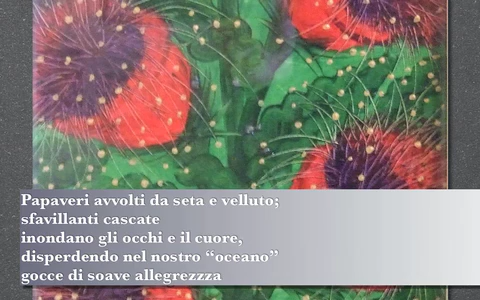 Papaveri avvolti da seta e velluto;
sfavillanti cascate
inondano gli occhi e il cuore,
disperdendo nel nostro “oceano”
gocce di soave allegrezzza